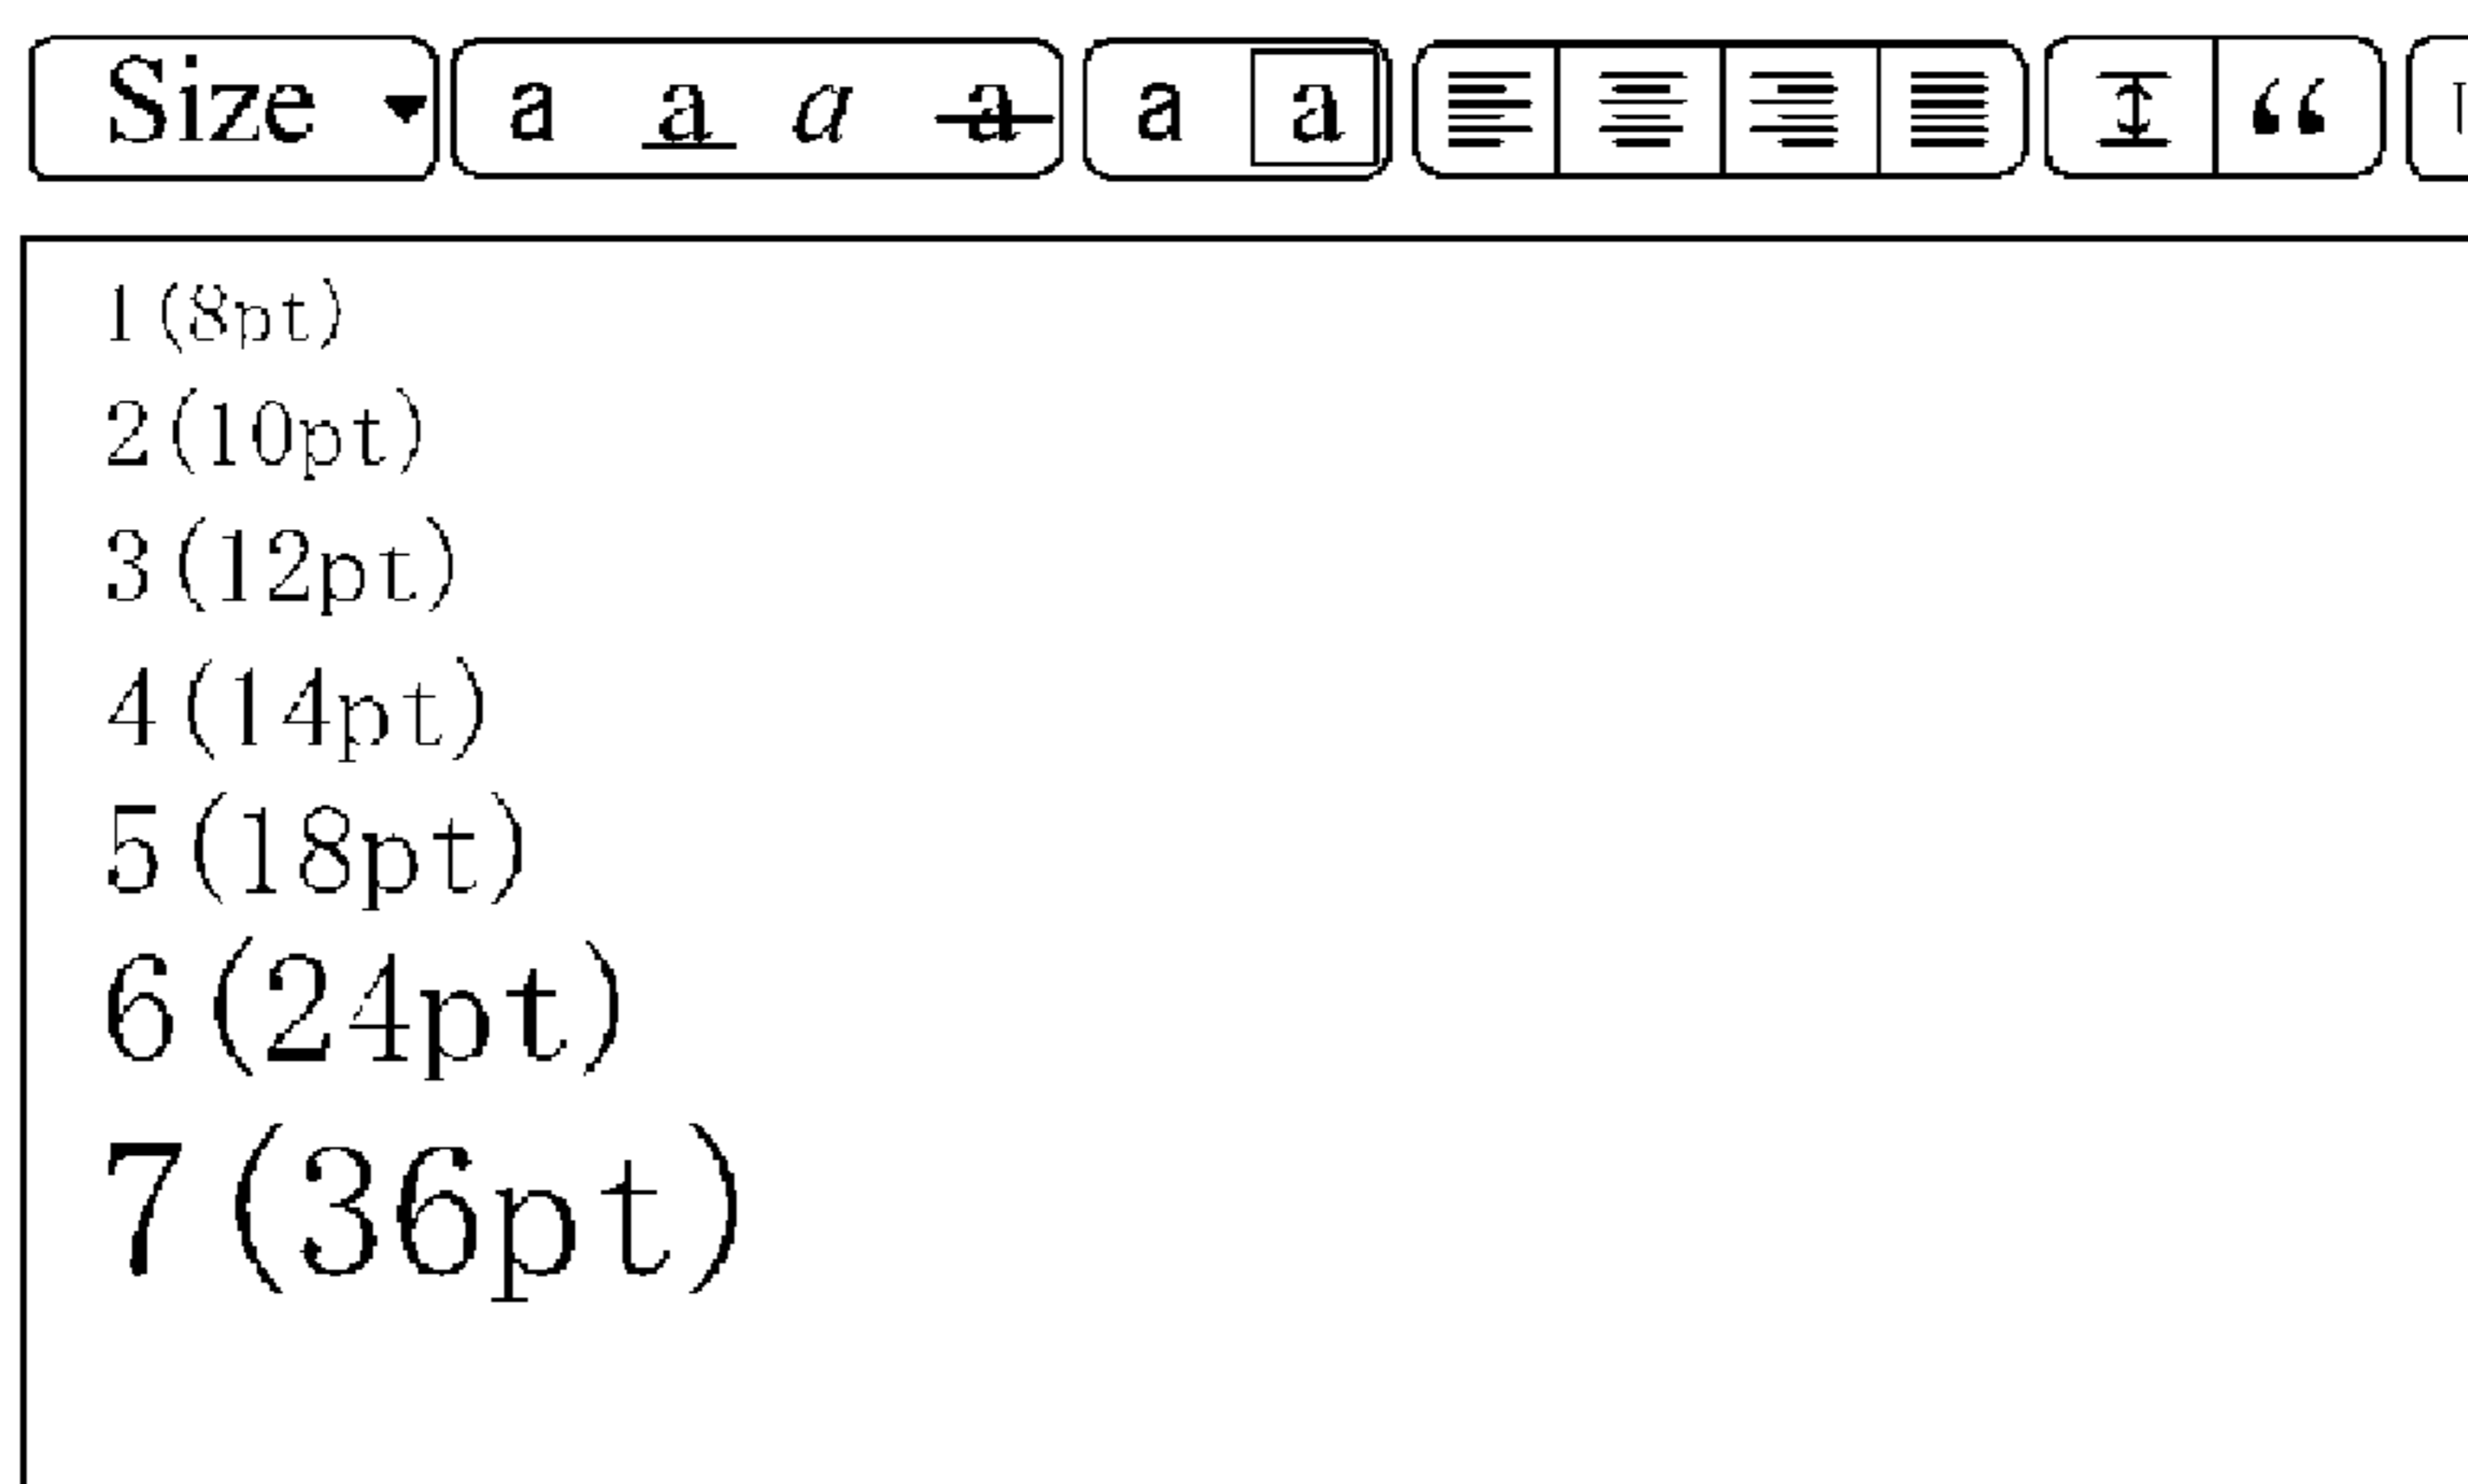 Size a a a a a a “
1(8pt)
2(10pt)
3(12pt)
4(14pt)
5(18pt)
6(24pt)
7(36pt)